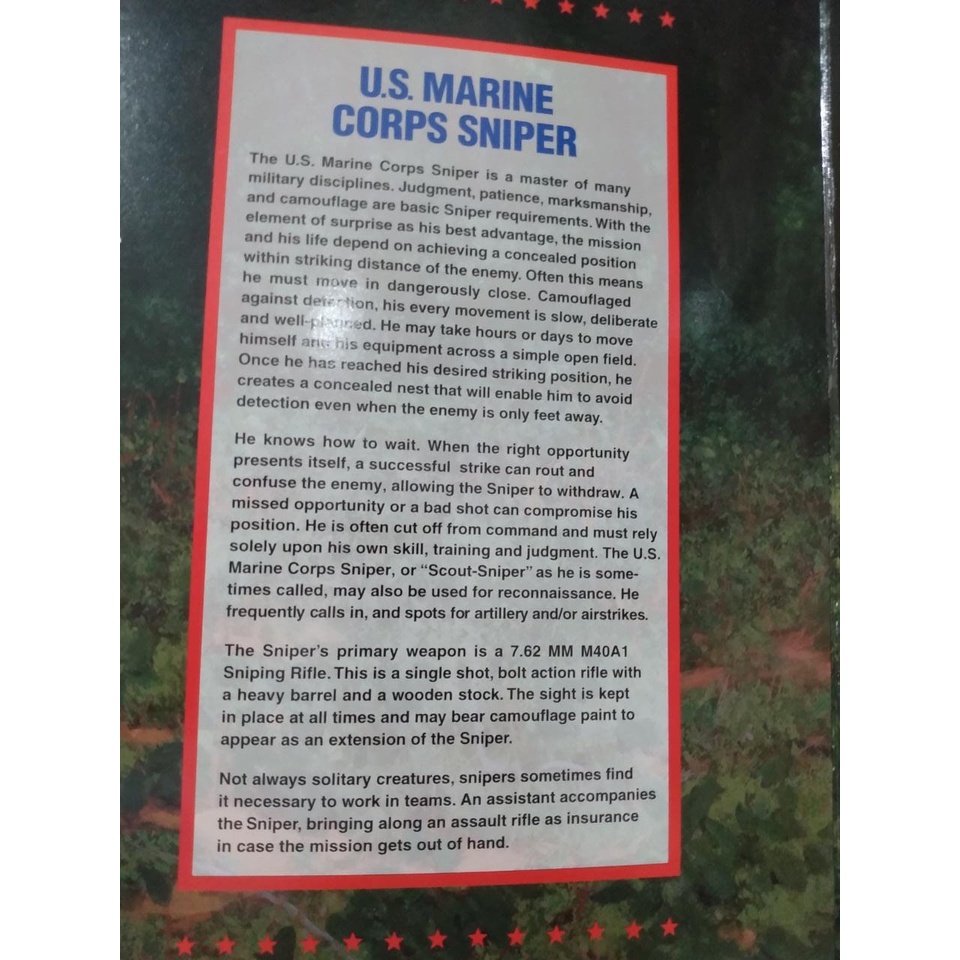 U.S. MARINE
CORPS SNIPER
The U.S. Marine Corps Sniper is a master of many
military disciplines. Judgment, patience, marksmanship,
and camouflage are basic Sniper requirements. With the
element of surprise as his best advantage, the mission
and his life depend on achieving a concealed position
within striking distance of the enemy. Often this means
he must move in dangerously close. Camouflaged
against detection, his every movement is slow, deliberate
and well-planned. He may take hours or days to move
himself and his equipment across a simple open field.
Once he has reached his desired striking position, he
creates a concealed nest that will enable him to avoid
detection even when the enemy is only feet away.
He knows how to wait. When the right opportunity
presents itself, a successful strike can rout and
confuse the enemy, allowing the Sniper to withdraw. A
missed opportunity or a bad shot can compromise his
position. He is often cut off from command and must rely
solely upon his own skill, training and judgment. The U.S.
Marine Corps Sniper, or “Scout-Sniper” as he is some-
times called, may also be used for reconnaissance. He
frequently calls in, and spots for artillery and/or airstrikes.
The Sniper's primary weapon is a 7.62 MM M40A1
Sniping Rifle. This is a single shot, bolt action rifle with
a heavy barrel and a wooden stock. The sight is kept
in place at all times and may bear camouflage paint to
appear as an extension of the Sniper.
Not always solitary creatures, snipers sometimes find
it necessary to work in teams. An assistant accompanies
the Sniper, bringing along an assault rifle as insurance
in case the mission gets out of hand.